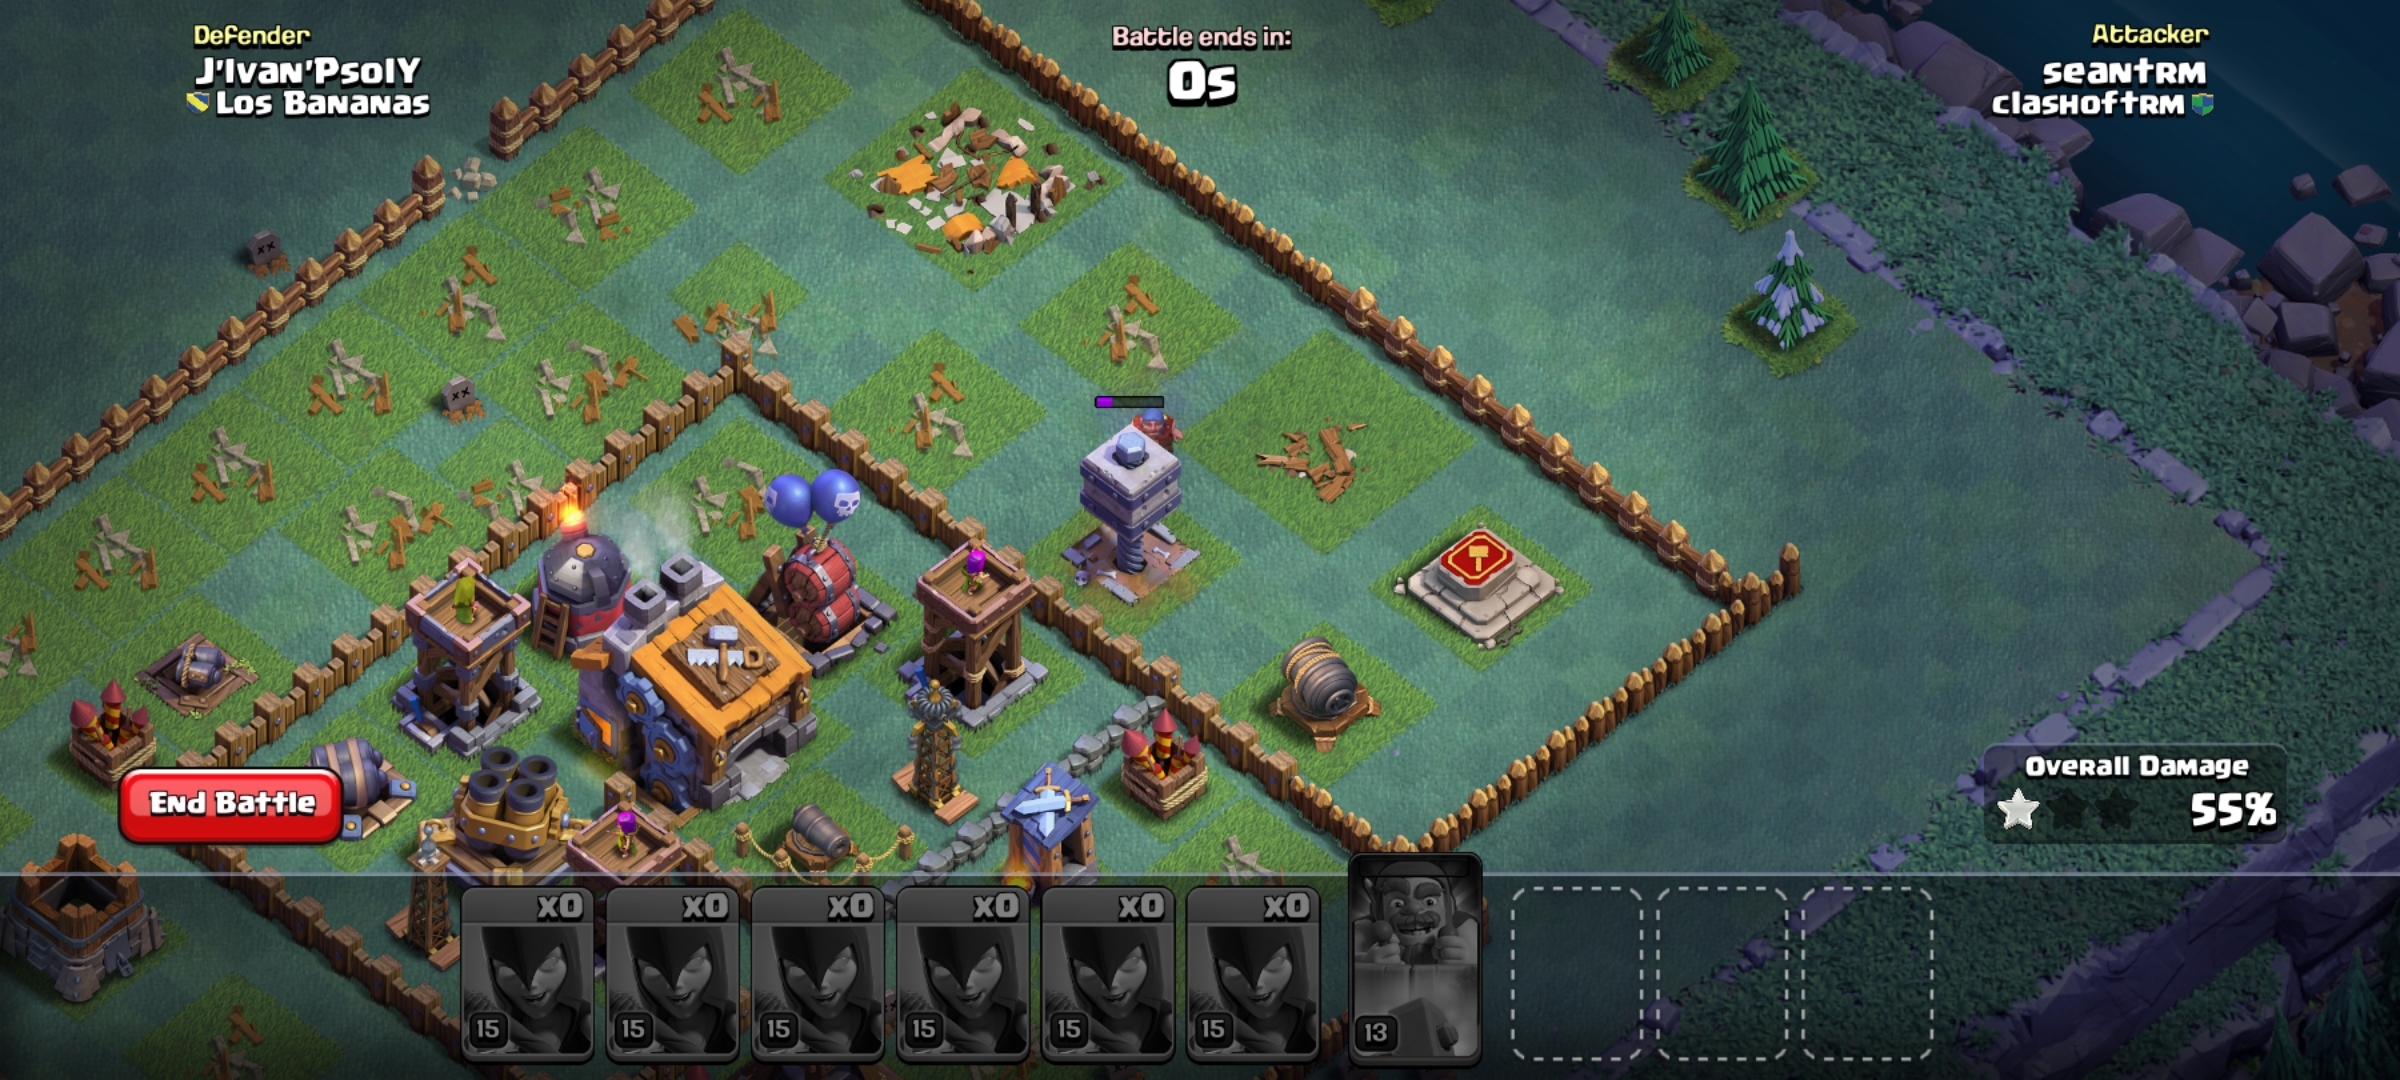 Defender
J'Ivan'PsolY
Los Bananas
Battle ends in:
0s
Attacker
seantRM
clashoftRM
End Battle
Overall Damage
55%
x0
x0
x0
x0
x0
x0
15
15
15
15
15
15
13